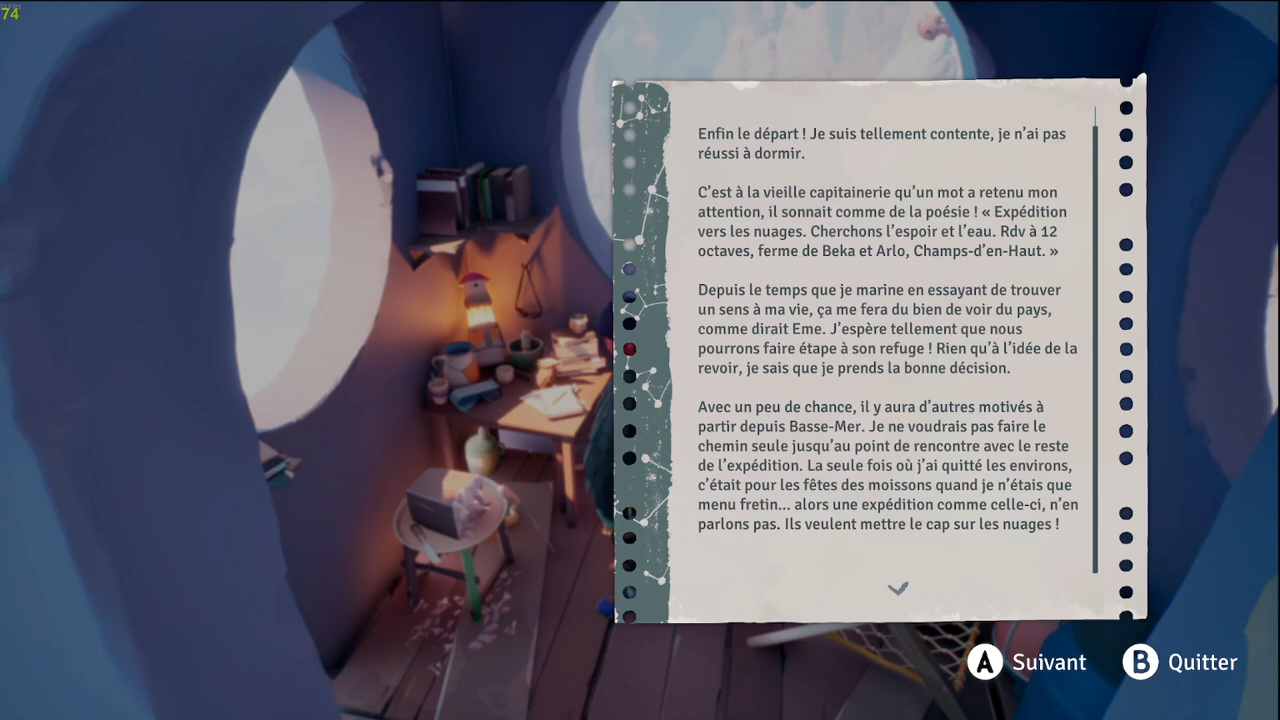 74
Enfin le départ ! Je suis tellement contente, je n'ai pas
réussi à dormir.
C'est à la vieille capitainerie qu'un mot a retenu mon
attention, il sonnait comme de la poésie ! « Expédition
vers les nuages. Cherchons l'espoir et l'eau. Rdv à 12
octaves, ferme de Beka et Arlo, Champs-d'en-Haut. »
Depuis le temps que je marine en essayant de trouver
un sens à ma vie, ça me fera du bien de voir du pays,
comme dirait Eme. J'espère tellement que nous
pourrons faire étape à son refuge ! Rien qu'à l'idée de la
revoir, je sais que je prends la bonne décision.
Avec un peu de chance, il y aura d'autres motivés à
partir depuis Basse-Mer. Je ne voudrais pas faire le
chemin seule jusqu'au point de rencontre avec le reste
de l'expédition. La seule fois où j'ai quitté les environs,
c'était pour les fêtes des moissons quand je n'étais que
menu fretin... alors une expédition comme celle-ci, n'en
parlons pas. Ils veulent mettre le cap sur les nuages !
A Suivant B Quitter